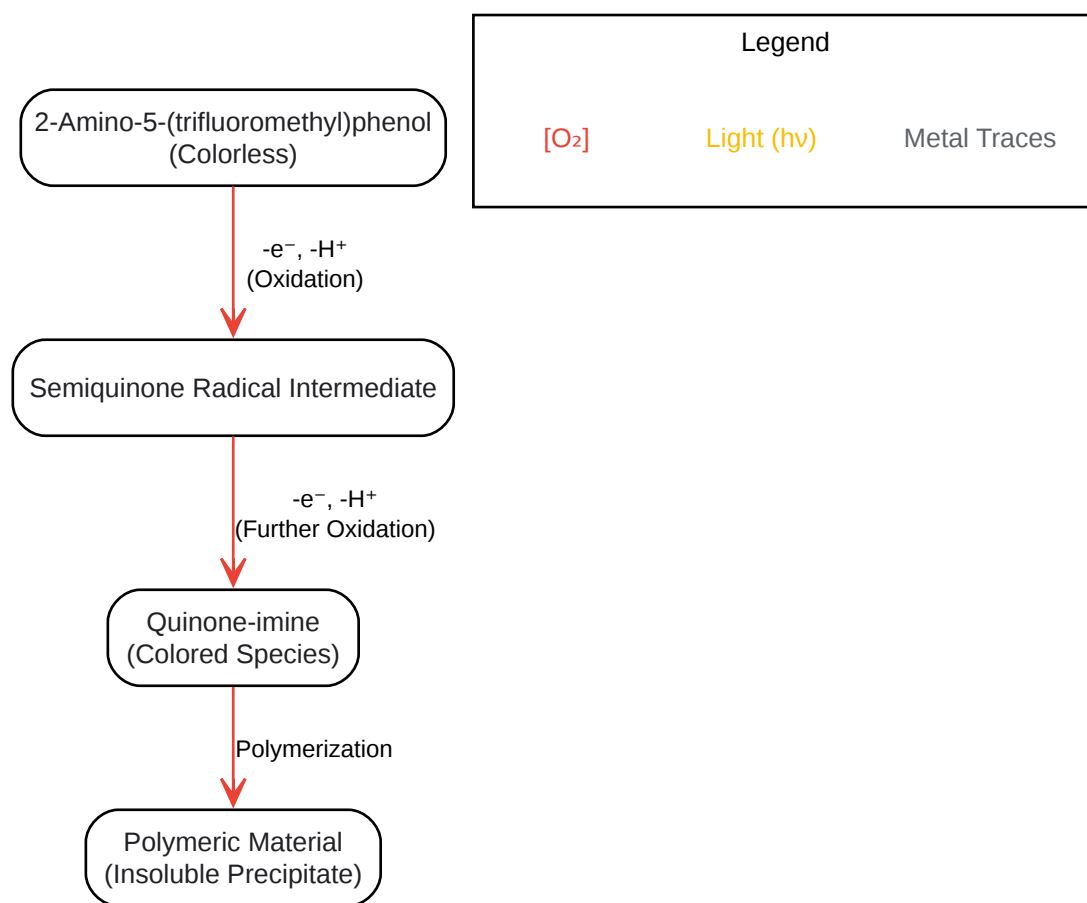 Legend
[O₂]
Light (hν)
Metal Traces
2-Amino-5-(trifluoromethyl)phenol
(Colorless)
-e⁻, -H⁺
(Oxidation)
Semiquinone Radical Intermediate
-e⁻, -H⁺
(Further Oxidation)
Quinone-imine
(Colored Species)
Polymerization
Polymeric Material
(Insoluble Precipitate)